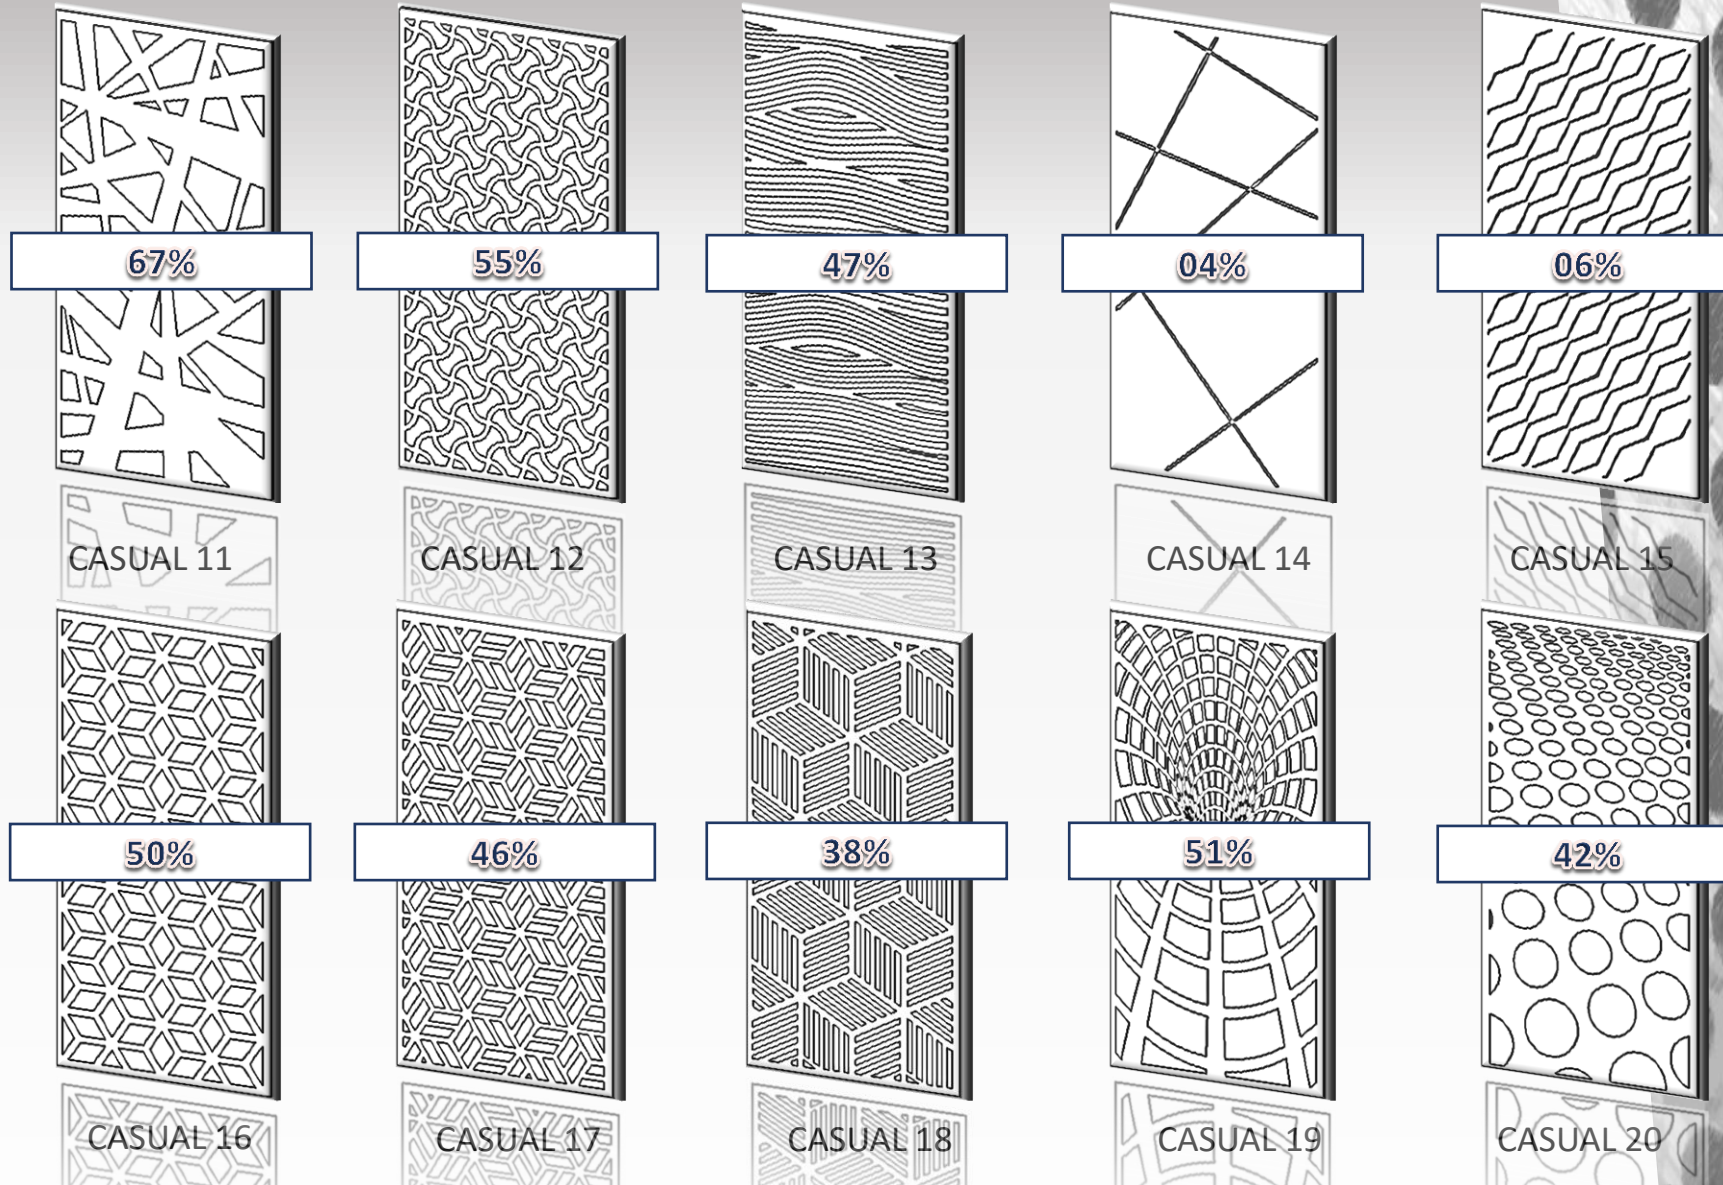 67%
55%
47%
04%
06%
CASUAL 11
CASUAL 12
CASUAL 13
CASUAL 14
CASUAL 15
50%
46%
38%
51%
42%
CASUAL 16
CASUAL 17
CASUAL 18
CASUAL 19
CASUAL 20